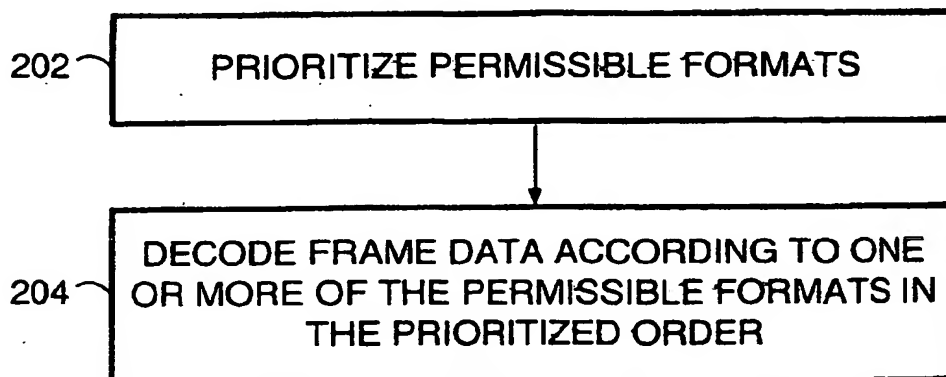 202 PRIORITIZE PERMISSIBLE FORMATS
DECODE FRAME DATA ACCORDING TO ONE
204 OR MORE OF THE PERMISSIBLE FORMATS IN
THE PRIORITIZED ORDER